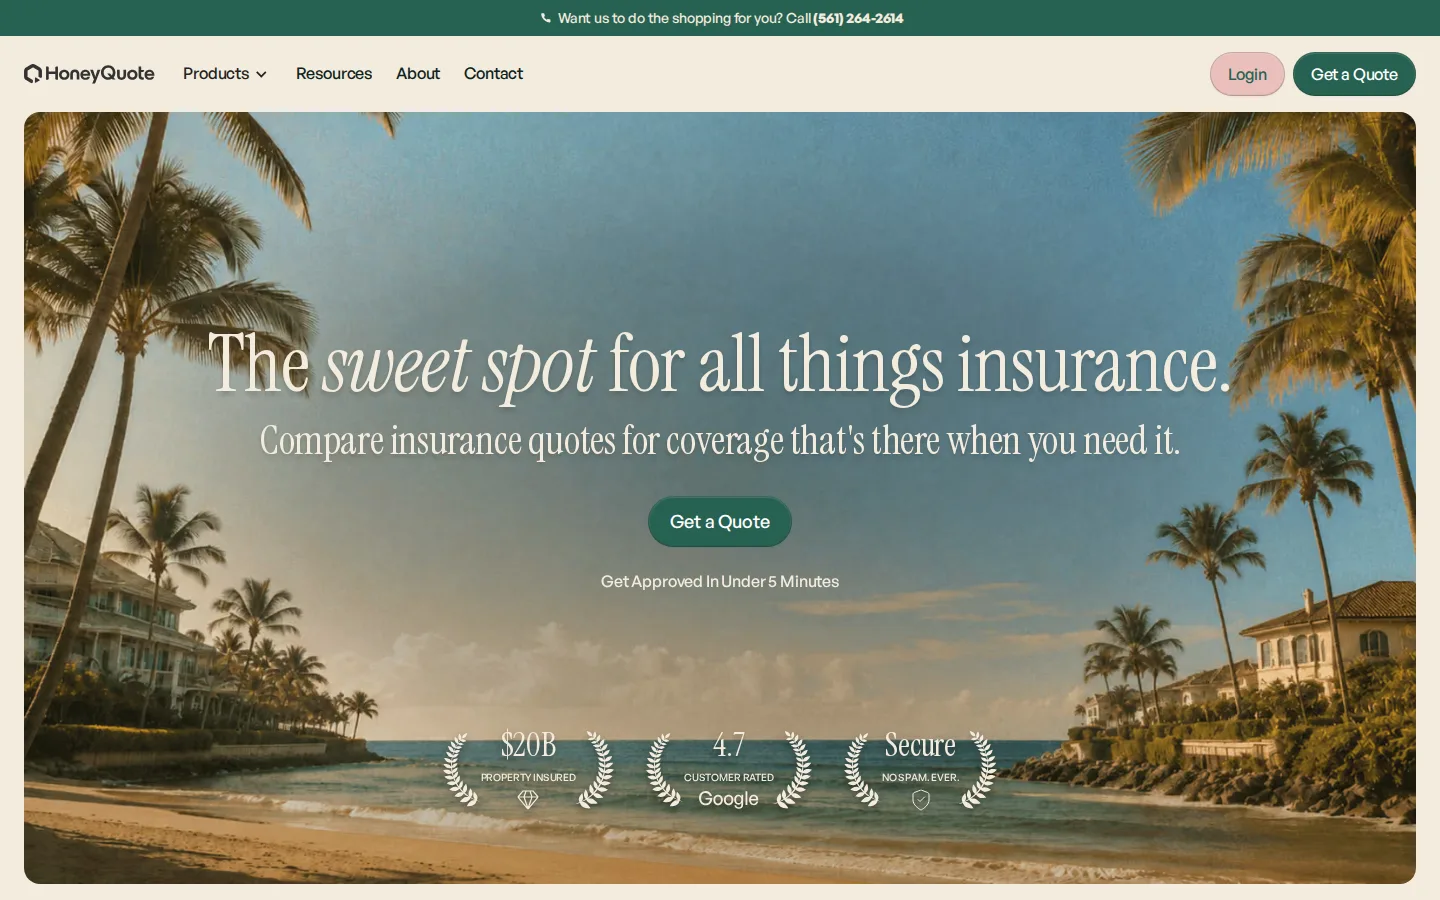 Want us to do the shopping for you? Call (561) 264-2614
HoneyQuote
Products
Resources
About
Contact
Login
Get a Quote
The sweet spot for all things insurance.
Compare insurance quotes for coverage that's there when you need it.
Get a Quote
Get Approved In Under 5 Minutes
$20B
PROPERTY INSURED
4.7
CUSTOMER RATED
Google
Secure
NO SPAM. EVER.